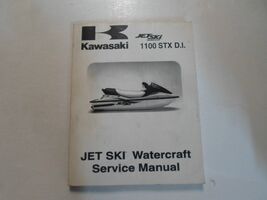 JET SKI
Kawasaki
1100 STX D.I.
JET SKI Watercraft
Service Manual